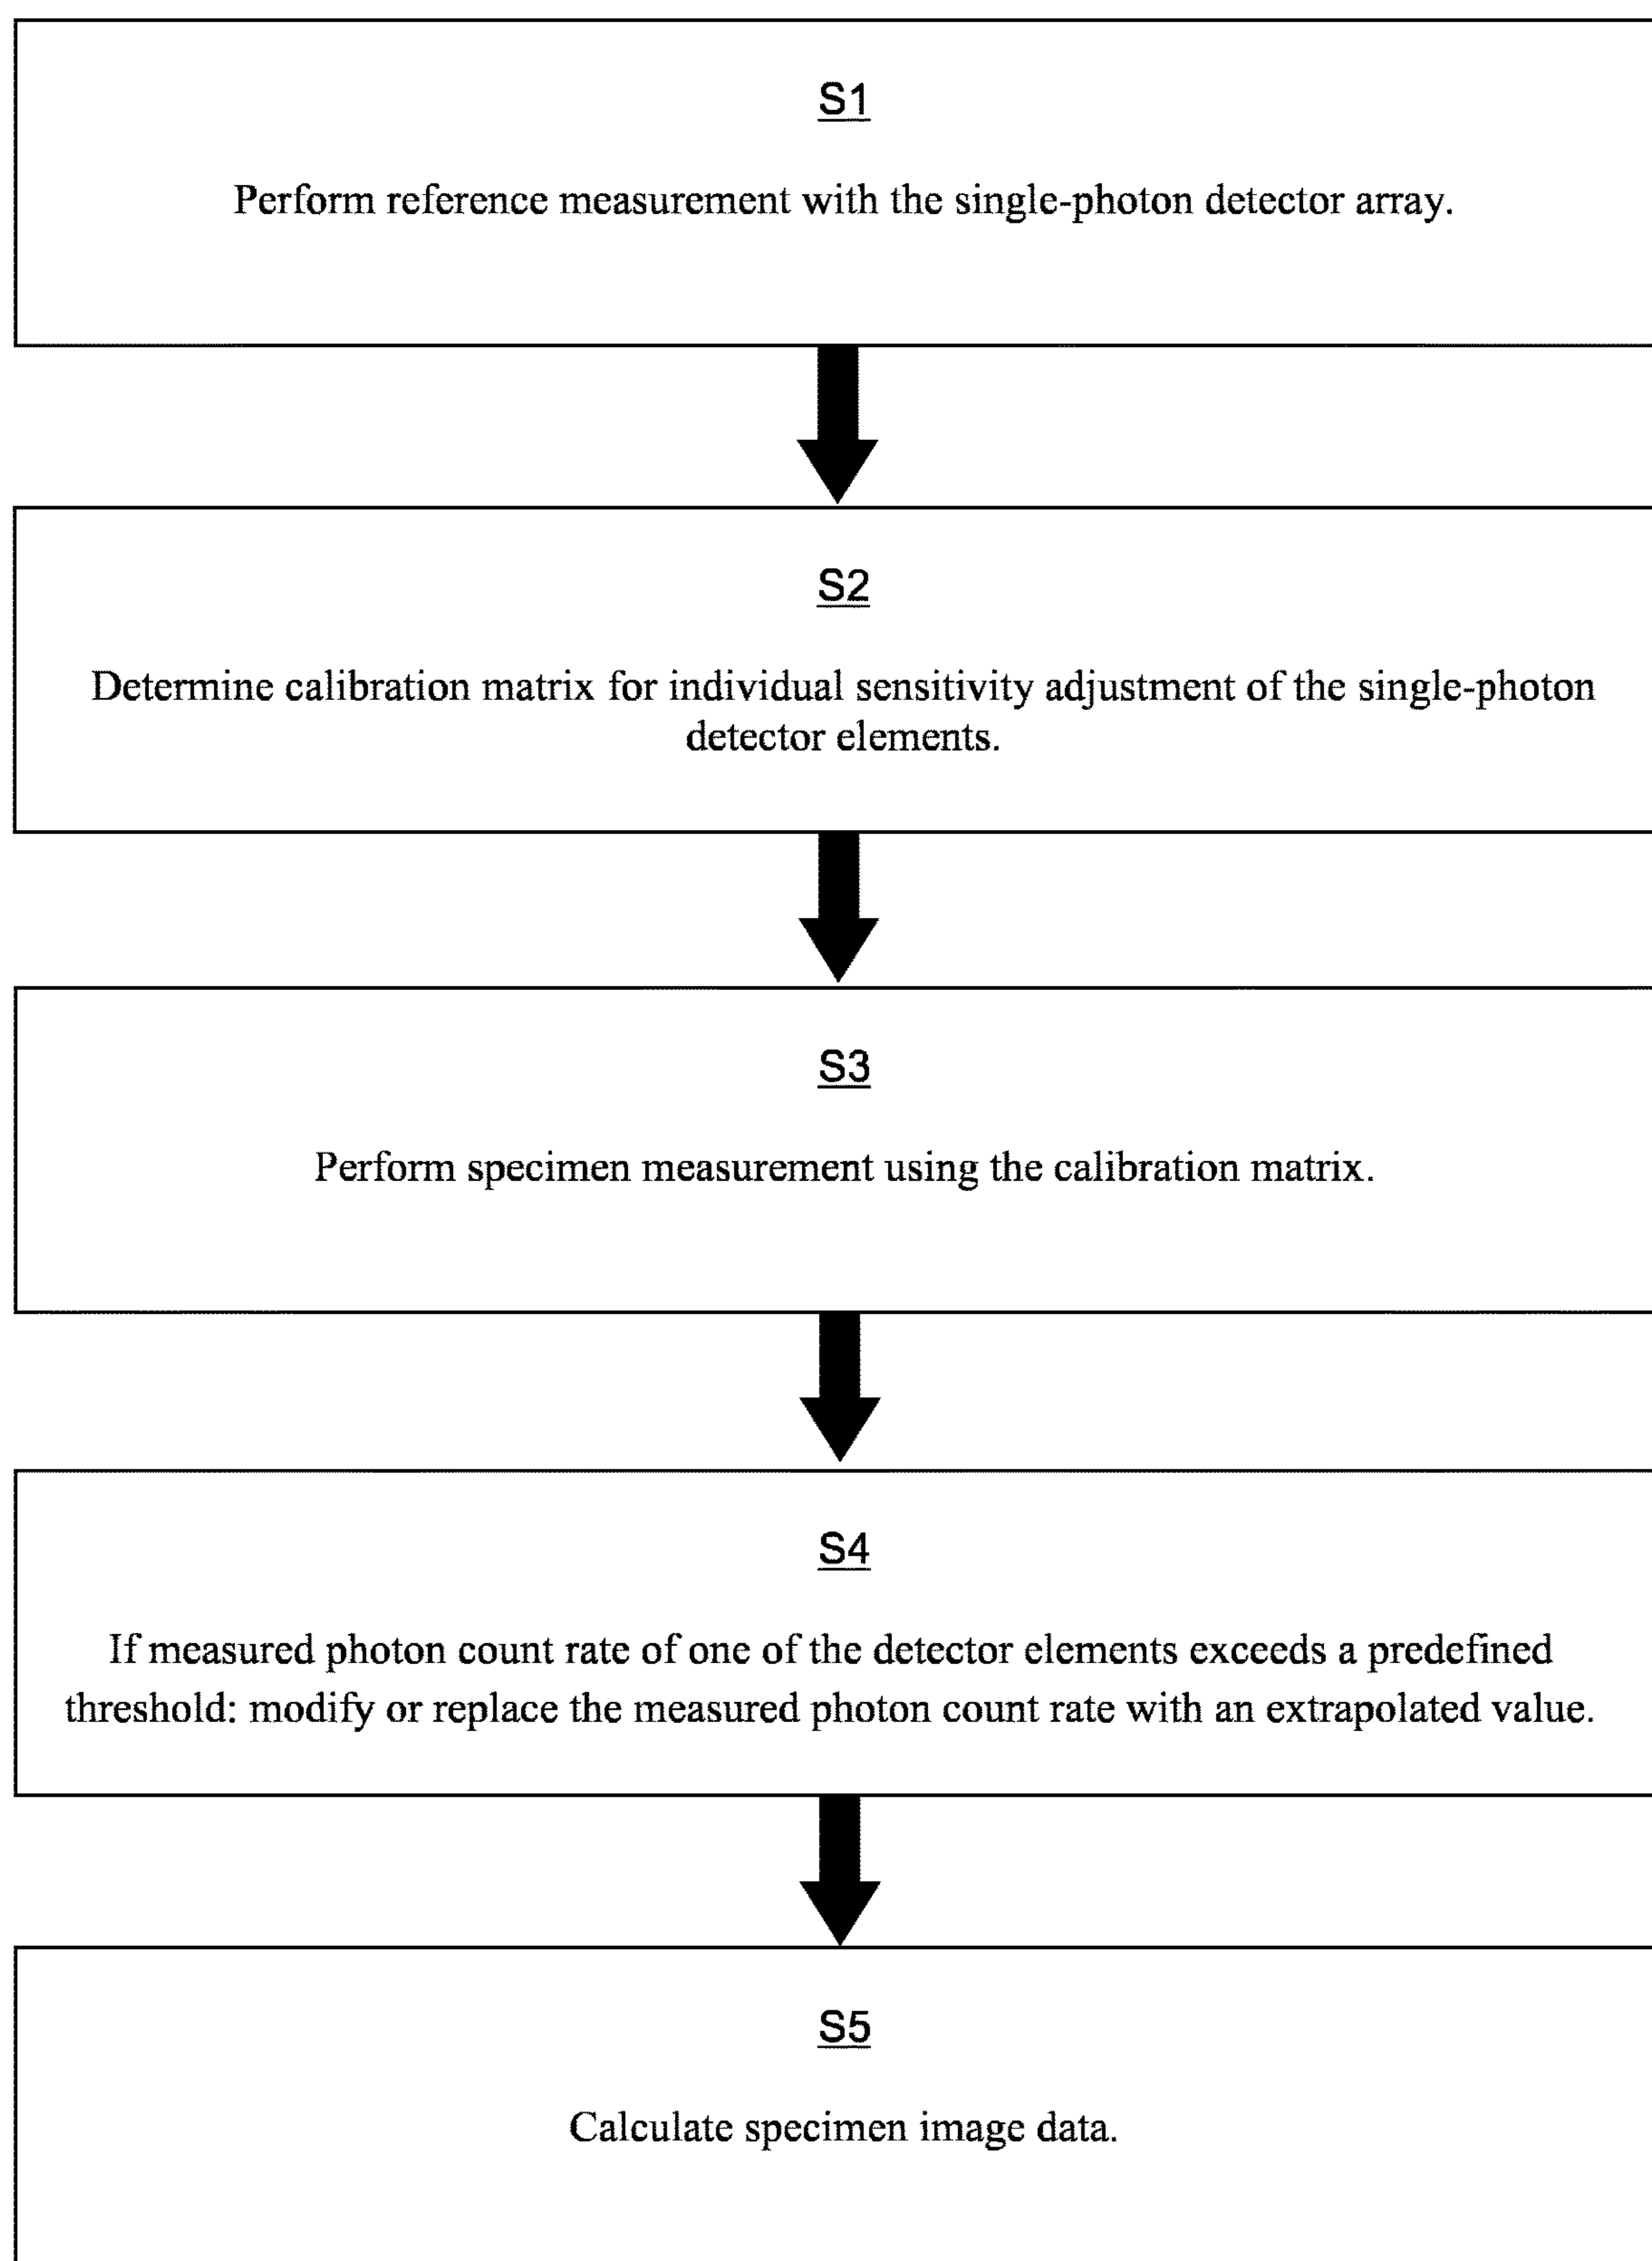 S1
Perform reference measurement with the single-photon detector array.
S2
Determine calibration matrix for individual sensitivity adjustment of the single-photon
detector elements.
S3
Perform specimen measurement using the calibration matrix.
S4
If measured photon count rate of one of the detector elements exceeds a predefined
threshold: modify or replace the measured photon count rate with an extrapolated value.
S5
Calculate specimen image data.